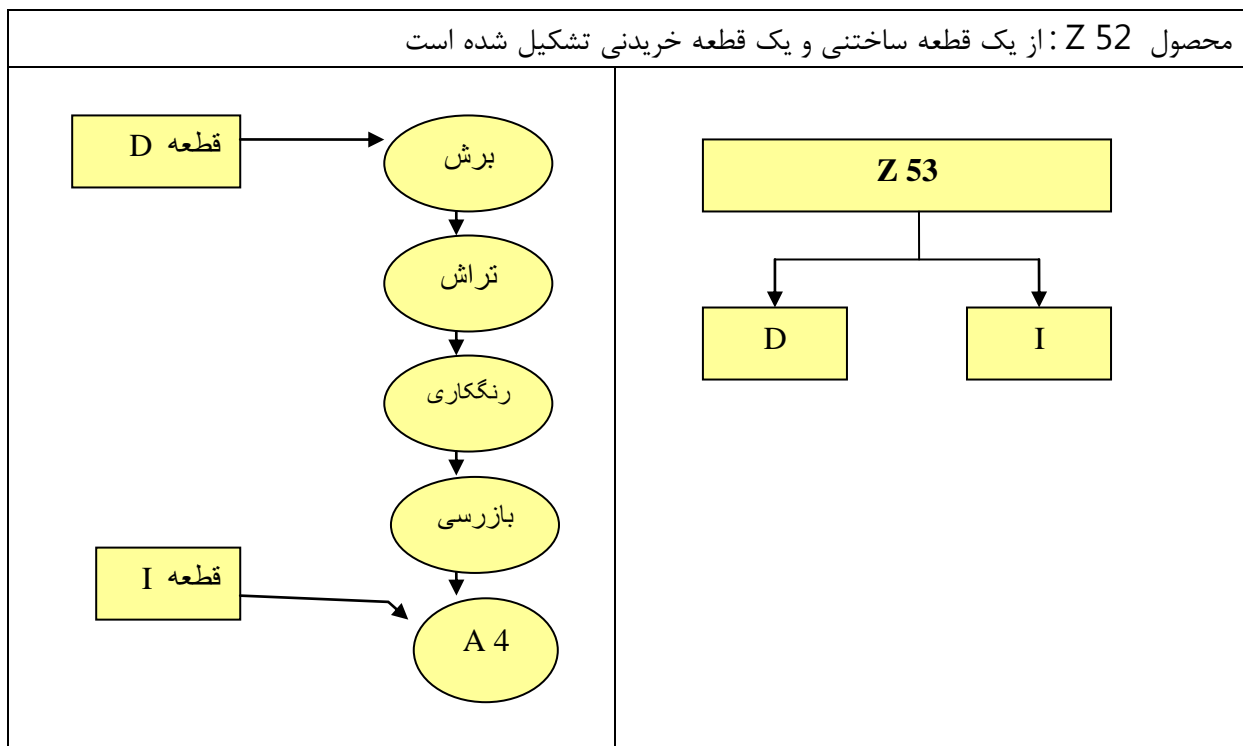 محصول Z 52 : از یک قطعه ساختنی و یک قطعه خریدنی تشکیل شده است
Z 53
D
I
قطعه D
برش
تراش
رنگکاری
بازرسی
قطعه I
A 4